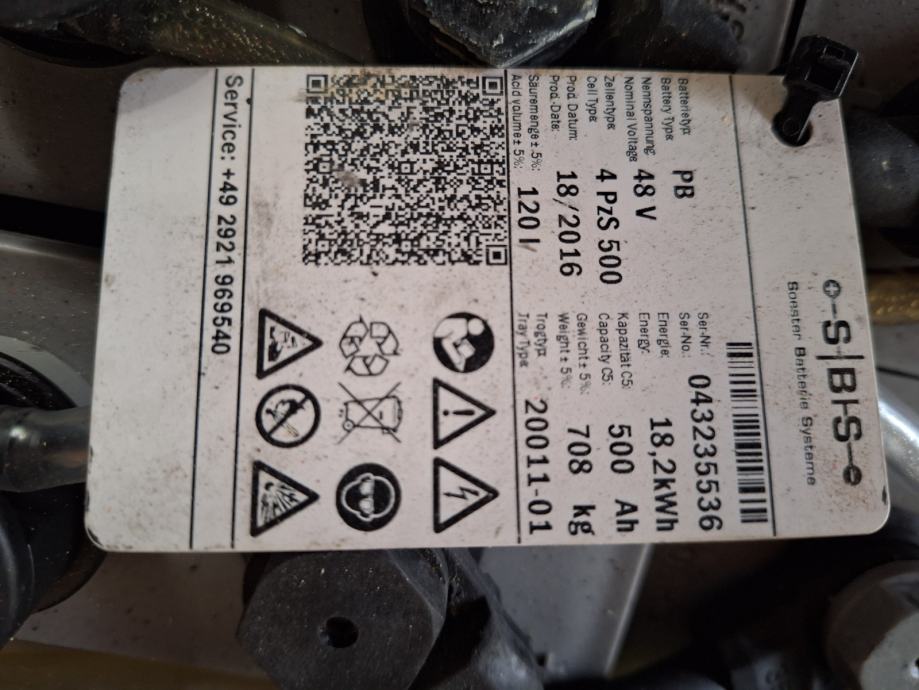 S|BI-S-e
Soester Batterie Systeme
Batterietyp:
Battery Type:
PB
Ser-Nr.:
Ser-No.:
043235536
Nennspannung:
Nominal Voltage:
48 V
Energie:
Energy:
18,2kWh
Zellentype:
Cell Type:
4 PzS 500
Kapazität C5:
Capacity C5:
500 Ah
Prod. Datum:
Prod.-Date:
18/2016
Gewicht ± 5%:
Weight ± 5%:
708 kg
Säuremenge ± 5%:
Acid volume ± 5%:
120 l
Trogtyp:
Tray Type:
20011-01
Service: +49 2921 969540